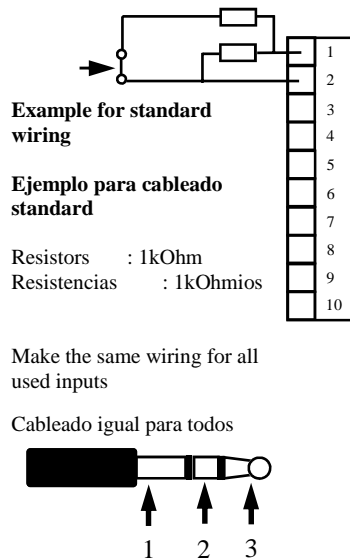 1
2
3
4
5
6
7
8
9
10
Example for standard
wiring
Ejemplo para cableado
standard
Resistors : 1kOhm
Resistencias : 1kOhmios
Make the same wiring for all
used inputs
Cableado igual para todos
1 2 3